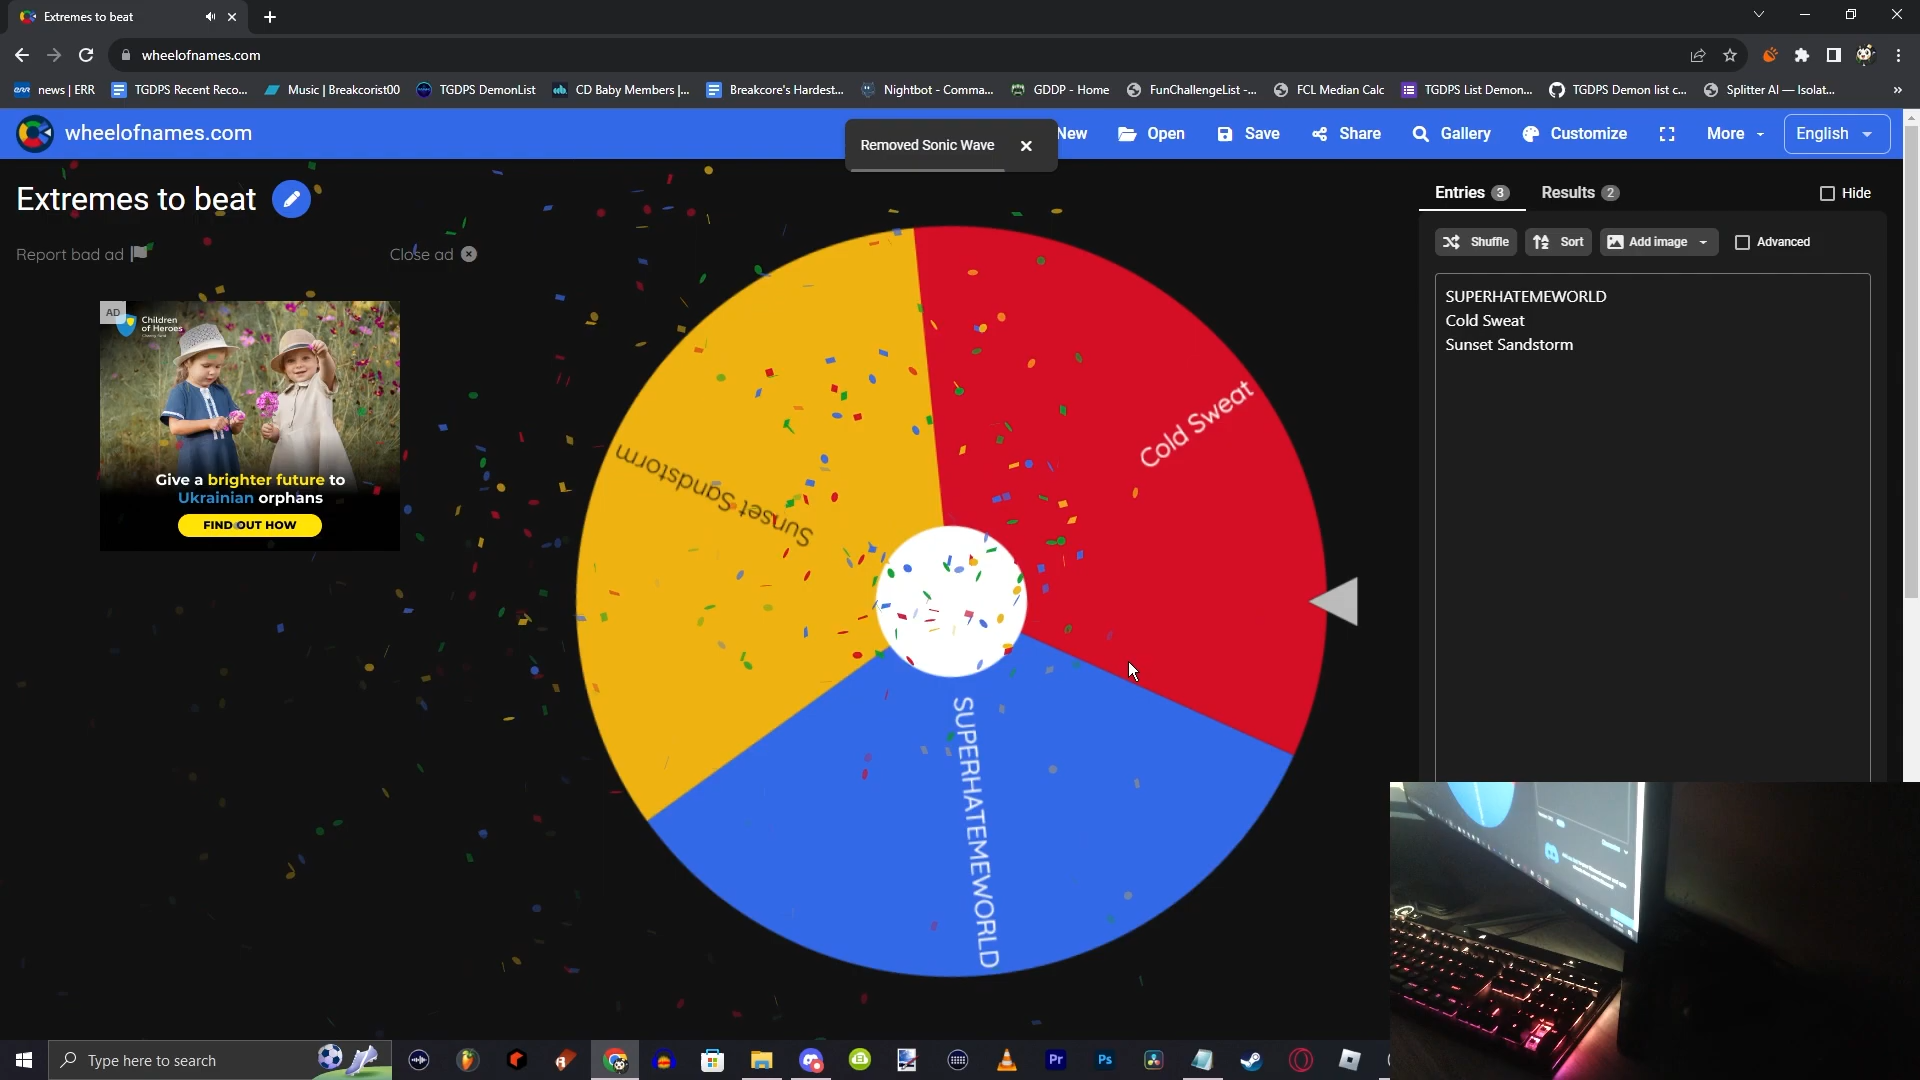 Extremes to beat
wheelofnames.com
news | ERR
TGDPS Recent Reco...
Music | Breakcorist00
TGDPS DemonList
CD Baby Members |...
Breakcore's Hardest...
Nightbot - Comma...
GDDP - Home
FunChallengeList -...
FCL Median Calc
TGDPS List Demon...
TGDPS Demon list c...
Splitter AI — Isolat...
»
wheelofnames.com
Removed Sonic Wave
New
Open
Save
Share
Gallery
Customize
More
English
Extremes to beat
Report bad ad
Close ad
AD
Children
of Heroes
Give a brighter future to
Ukrainian orphans
FIND OUT HOW
Sunset Sandstorm
Cold Sweat
SUPERHATEMEWORLD
Entries 3
Results 2
Hide
Shuffle
Sort
Add image
Advanced
SUPERHATEMEWORLD
Cold Sweat
Sunset Sandstorm
Type here to search
Pr
Ps